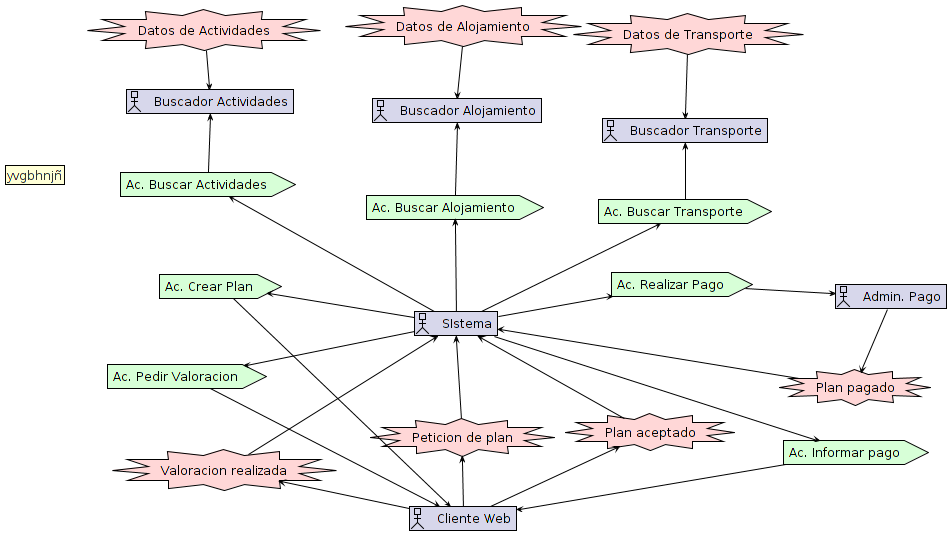 Datos de Actividades
Datos de Alojamiento
Datos de Transporte
Buscador Actividades
Buscador Alojamiento
Buscador Transporte
yvgbhnjñ
Ac. Buscar Actividades
Ac. Buscar Alojamiento
Ac. Buscar Transporte
Ac. Crear Plan
Ac. Realizar Pago
Admin. Pago
SIstema
Ac. Pedir Valoracion
Plan pagado
Peticion de plan
Plan aceptado
Ac. Informar pago
Valoracion realizada
Cliente Web